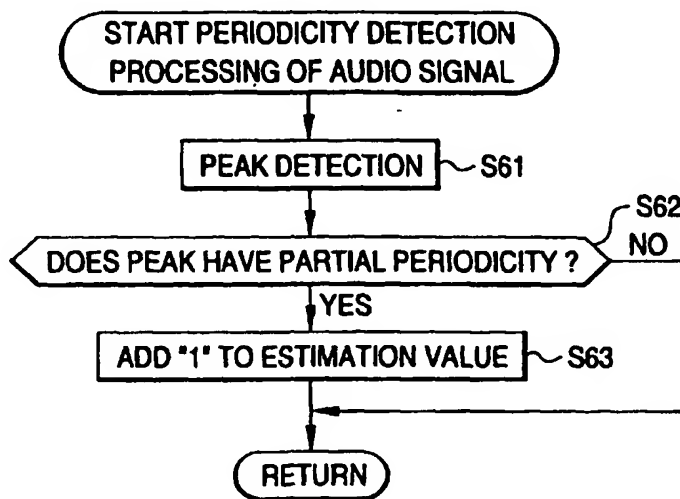 START PERIODICITY DETECTION
PROCESSING OF AUDIO SIGNAL
PEAK DETECTION
S61
S62
DOES PEAK HAVE PARTIAL PERIODICITY ?
NO
YES
ADD "1" TO ESTIMATION VALUE
S63
RETURN